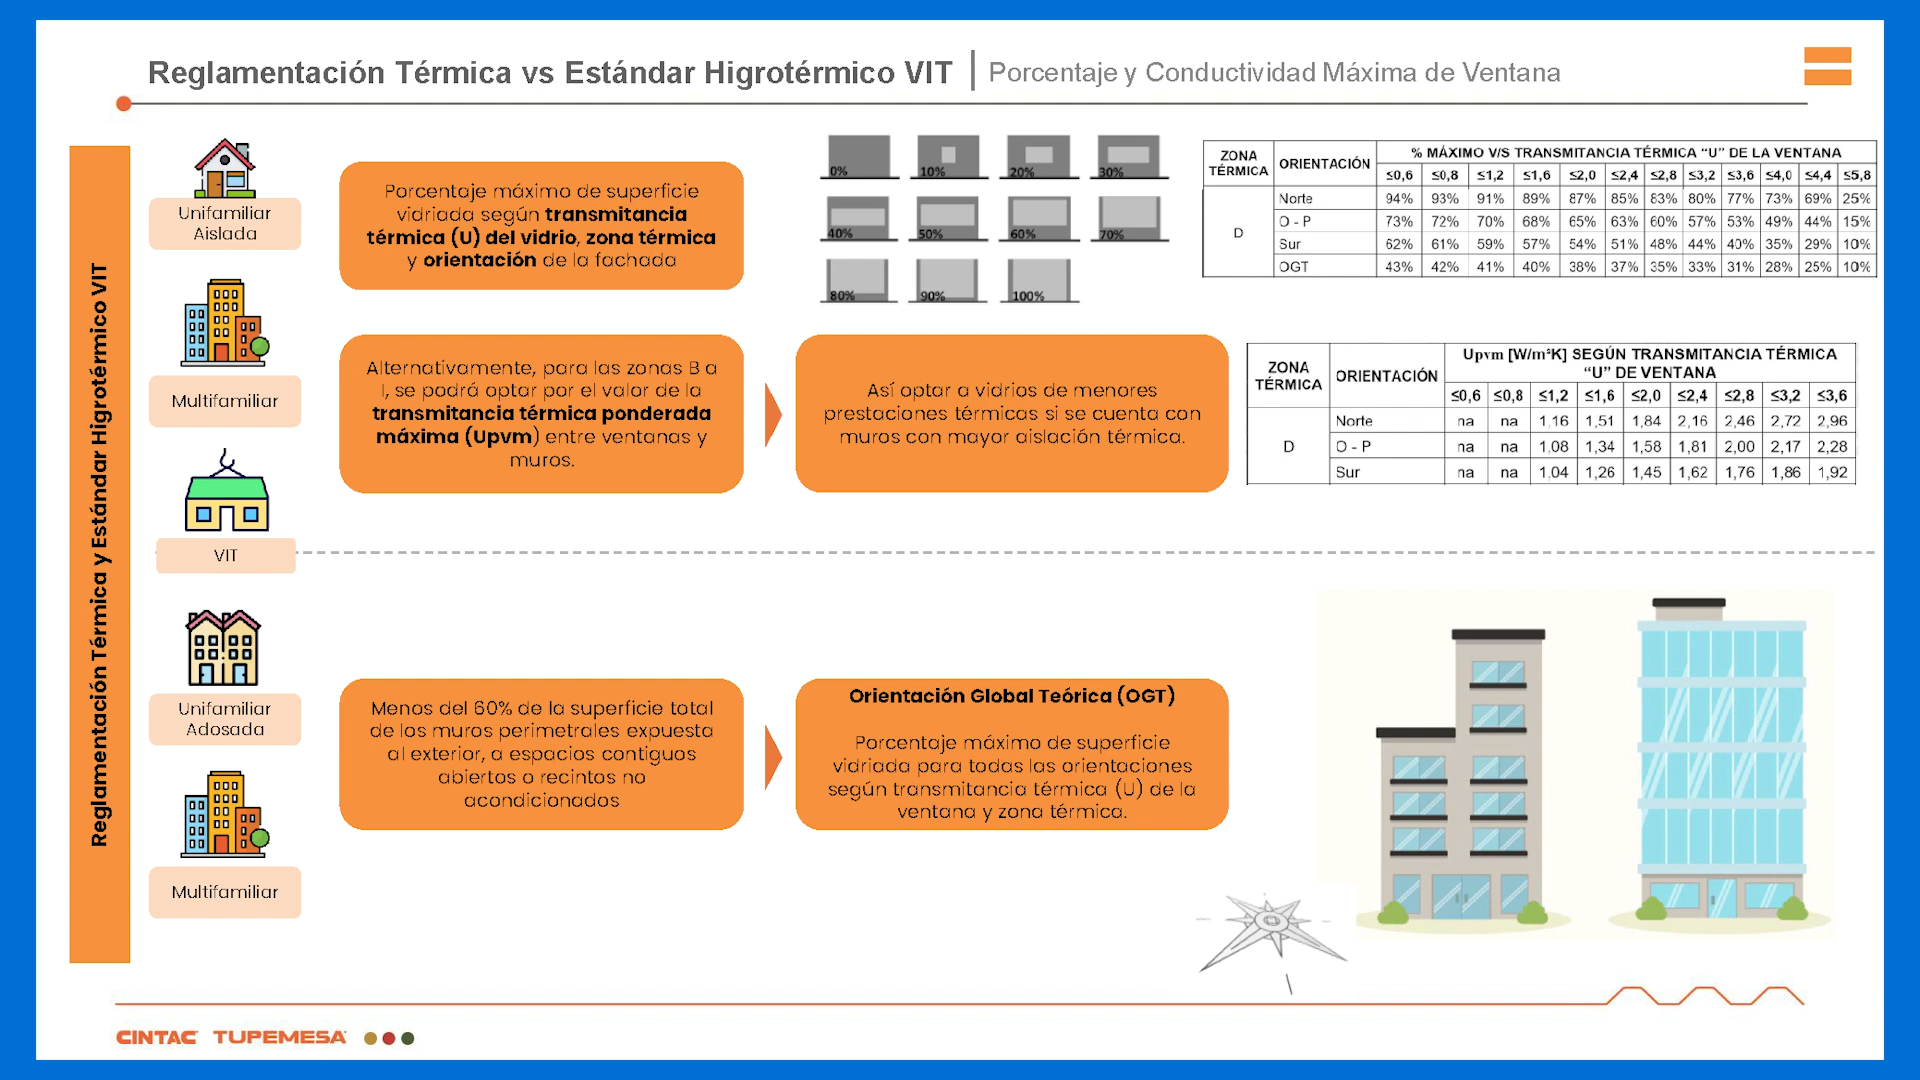 Reglamentación Térmica vs Estándar Higrotérmico VIT
Porcentaje y Conductividad Máxima de Ventana
Reglamentación Térmica y Estándar Higrotérmico VIT
Unifamiliar
Aislada
Multifamiliar
VIT
Unifamiliar
Adosada
Multifamiliar
Porcentaje máximo de superficie
vidriada según transmitancia
térmica (U) del vidrio, zona térmica
y orientación de la fachada
0% 10% 20% 30%
40% 50% 60% 70%
80% 90% 100%
ZONA TÉRMICA ORIENTACIÓN % MÁXIMO V/S TRANSMITANCIA TÉRMICA “U” DE LA VENTANA
≤0,6 ≤0,8 ≤1,2 ≤1,6 ≤2,0 ≤2,4 ≤2,8 ≤3,2 ≤3,6 ≤4,0 ≤4,4 ≤5,8
D
Norte 94% 93% 91% 89% 87% 85% 83% 80% 77% 73% 69% 25%
O - P 73% 72% 70% 68% 65% 63% 60% 57% 53% 49% 44% 15%
Sur 62% 61% 59% 57% 54% 51% 48% 44% 40% 35% 29% 10%
OGT 43% 42% 41% 40% 38% 37% 35% 33% 31% 28% 25% 10%
Alternativamente, para las zonas B a
I, se podrá optar por el valor de la
transmitancia térmica ponderada
máxima (Upvm) entre ventanas y
muros.
Así optar a vidrios de menores
prestaciones térmicas si se cuenta con
muros con mayor aislación térmica.
ZONA TÉRMICA ORIENTACIÓN Upvm [W/m²K] SEGÚN TRANSMITANCIA TÉRMICA
“U” DE VENTANA
≤0,6 ≤0,8 ≤1,2 ≤1,6 ≤2,0 ≤2,4 ≤2,8 ≤3,2 ≤3,6
D
Norte na na 1,16 1,51 1,84 2,16 2,46 2,72 2,96
O - P na na 1,08 1,34 1,58 1,81 2,00 2,17 2,28
Sur na na 1,04 1,26 1,45 1,62 1,76 1,86 1,92
Menos del 60% de la superficie total
de los muros perimetrales expuesta
al exterior, a espacios contiguos
abiertos o recintos no
acondicionados
Orientación Global Teórica (OGT)
Porcentaje máximo de superficie
vidriada para todas las orientaciones
según transmitancia térmica (U) de la
ventana y zona térmica.
CINTAC TUPEMESA